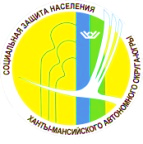 СОЦИАЛЬНАЯ ЗАЩИТА НАСЕЛЕНИЯ
ХАНТЫ-МАНСИЙСКОГО АВТОНОМНОГО ОКРУГА-ЮГРЫ